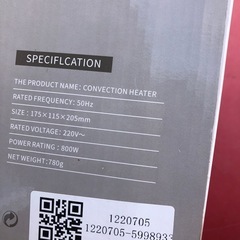 SPECIFLCATION
THE PRODUCT NAME: CONVECTION HEATER
RATED FREQUENCY: 50Hz
SIZE : 175×115×205mm
RATED VOLTAGE: 220V～
POWER RATING : 800W
NET WEIGHT: 780g
1220705
1220705-5998933